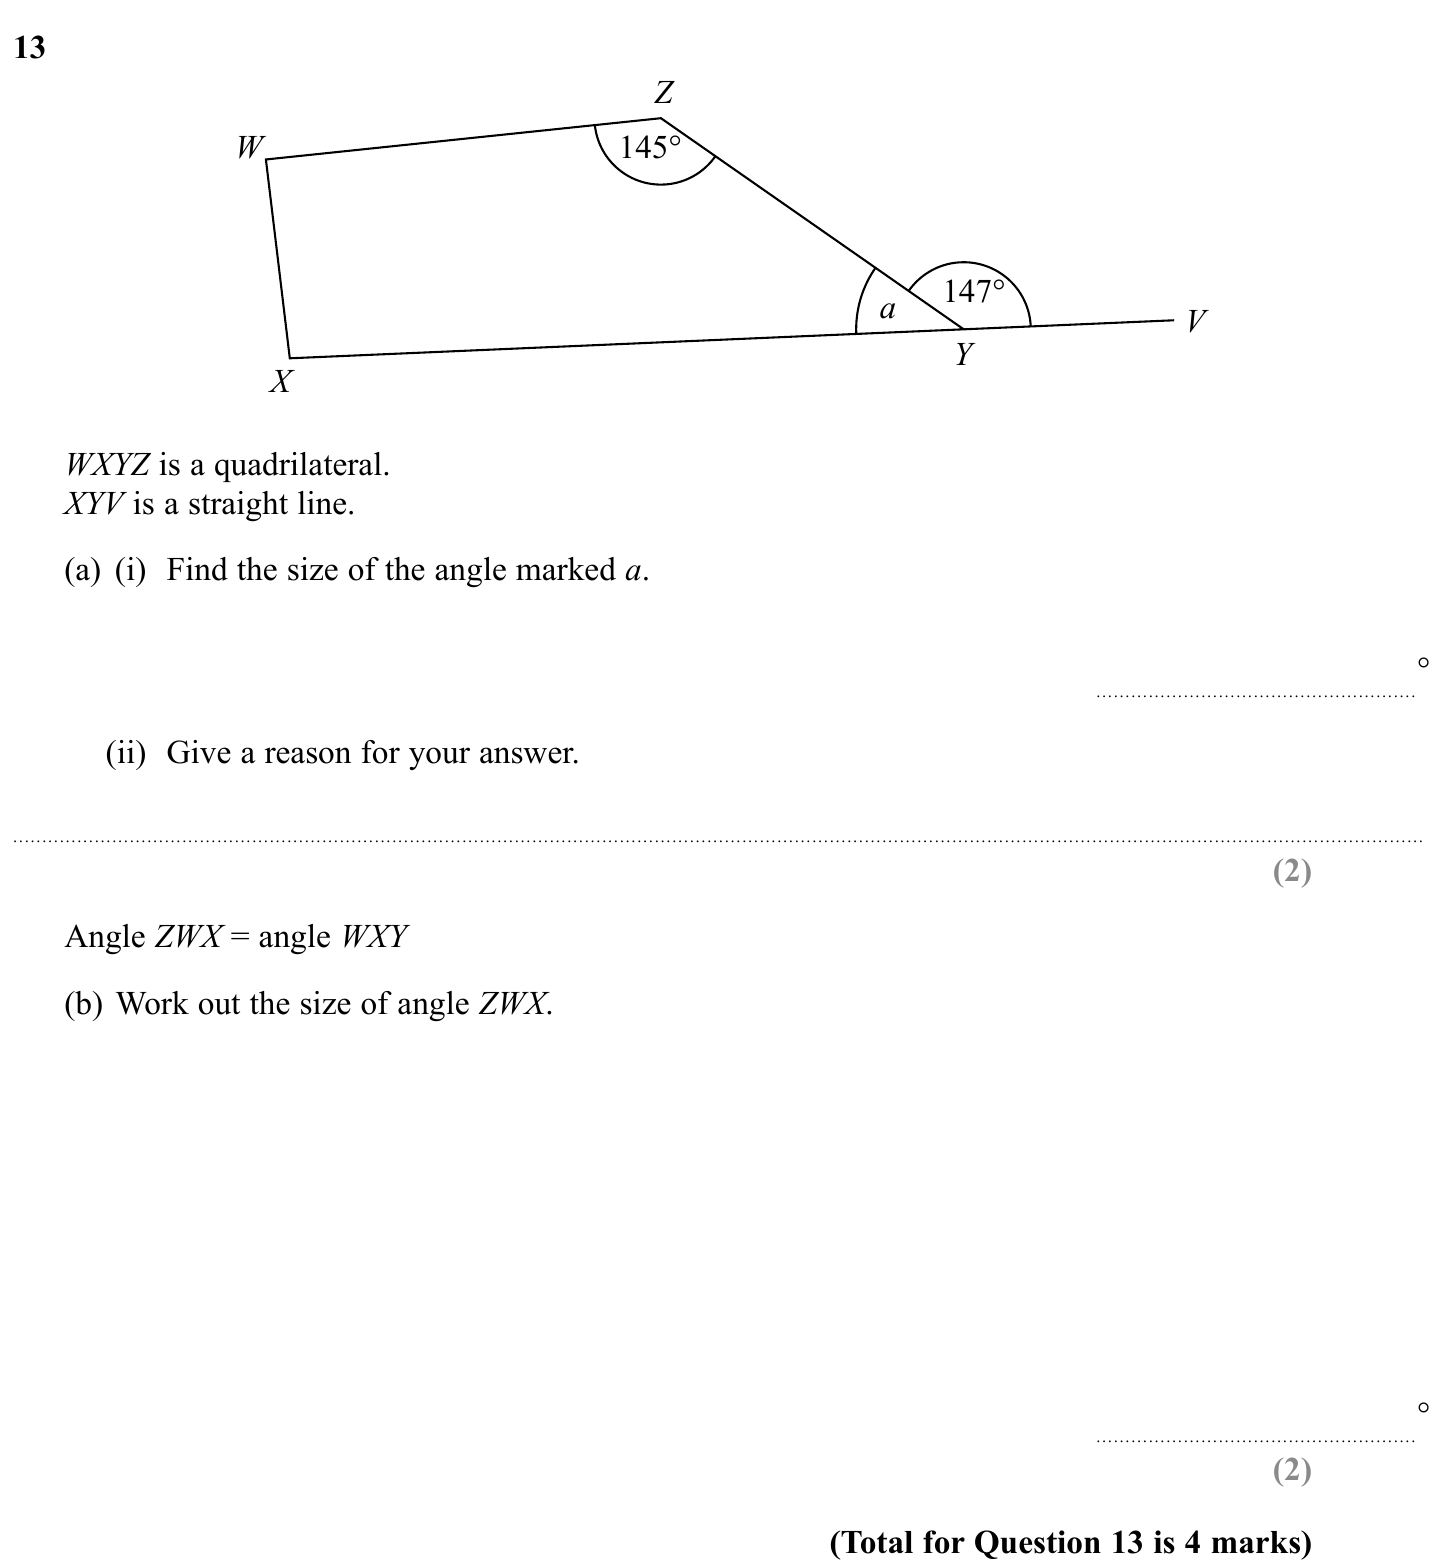 13
Z
W
145°
147°
a
V
Y
X
WXYZ is a quadrilateral.
XYV is a straight line.
(a) (i) Find the size of the angle marked a.
°
(ii) Give a reason for your answer.
(2)
Angle ZWX = angle WXY
(b) Work out the size of angle ZWX.
°
(2)
(Total for Question 13 is 4 marks)